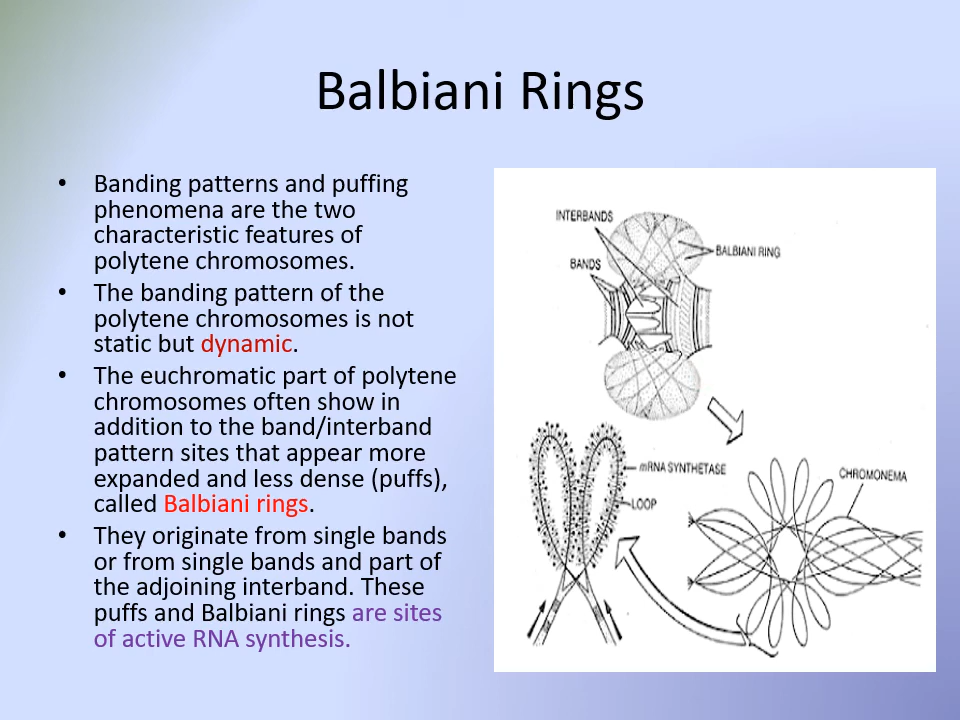 Balbiani Rings
• Banding patterns and puffing
phenomena are the two
characteristic features of
polytene chromosomes.
• The banding pattern of the
polytene chromosomes is not
static but dynamic.
• The euchromatic part of polytene
chromosomes often show in
addition to the band/interband
pattern sites that appear more
expanded and less dense (puffs),
called Balbiani rings.
• They originate from single bands
or from single bands and part of
the adjoining interband. These
puffs and Balbiani rings are sites
of active RNA synthesis.
INTERBANDS
BALBIANI RING
BANDS
mRNA SYNTHETASE
LOOP
CHROMONEMA